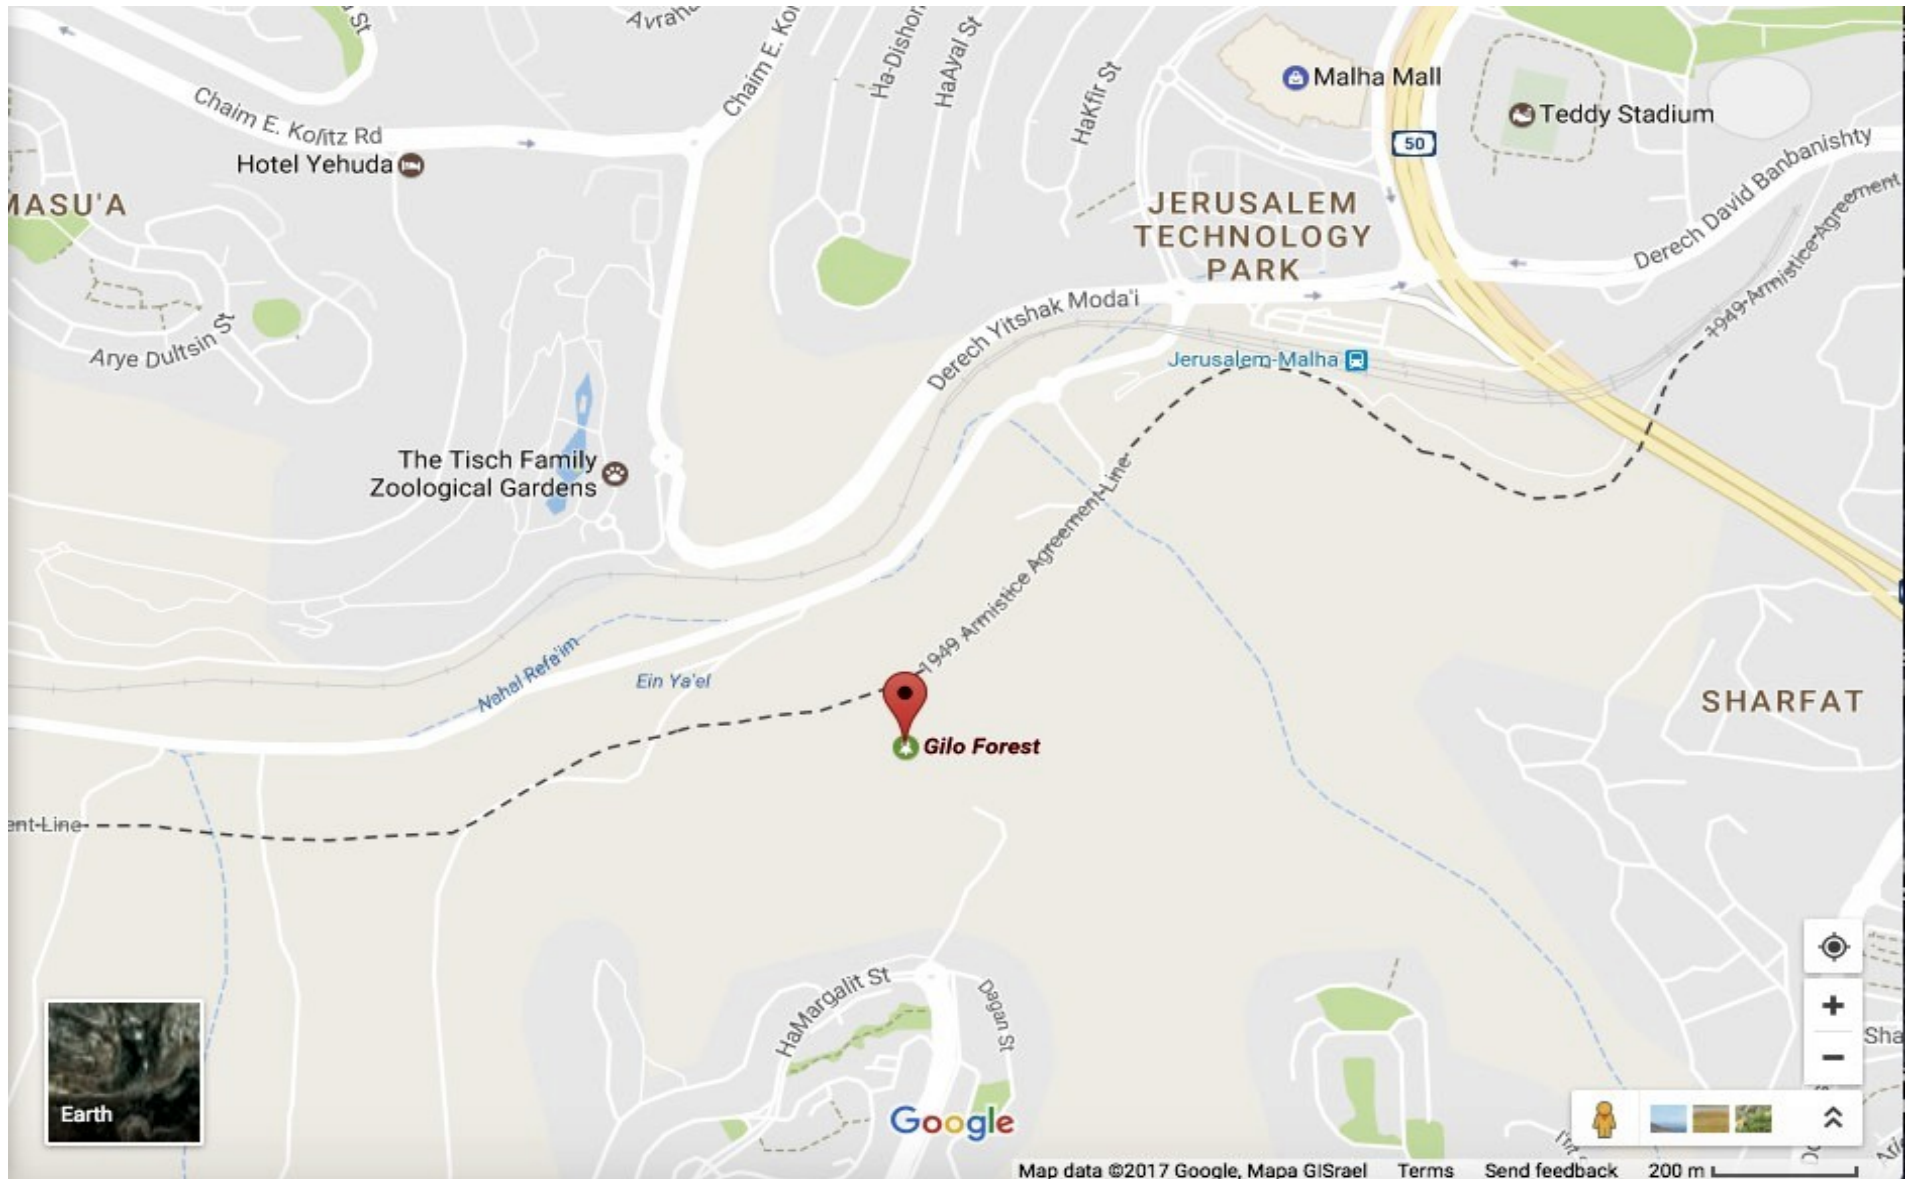 Chaim E. Kolitz Rd
Hotel Yehuda
Chaim E. Ko
Ha-Dishon
HaAyal St
HaKfir St
Malha Mall
Teddy Stadium
50
Derech David Banbanishty
MASU'A
JERUSALEM
TECHNOLOGY
PARK
1949 Armistice Agreement
Arye Dultsin St
Derech Yitshak Moda'i
Jerusalem-Malha
The Tisch Family
Zoological Gardens
1949 Armistice Agreement Line
Nahal Refa'im
Ein Ya'el
SHARFAT
Gilo Forest
ent Line
HaMargalit St
Dagan St
Sha
Earth
Google
Map data ©2017 Google, Mapa GISrael
Terms
Send feedback
200 m